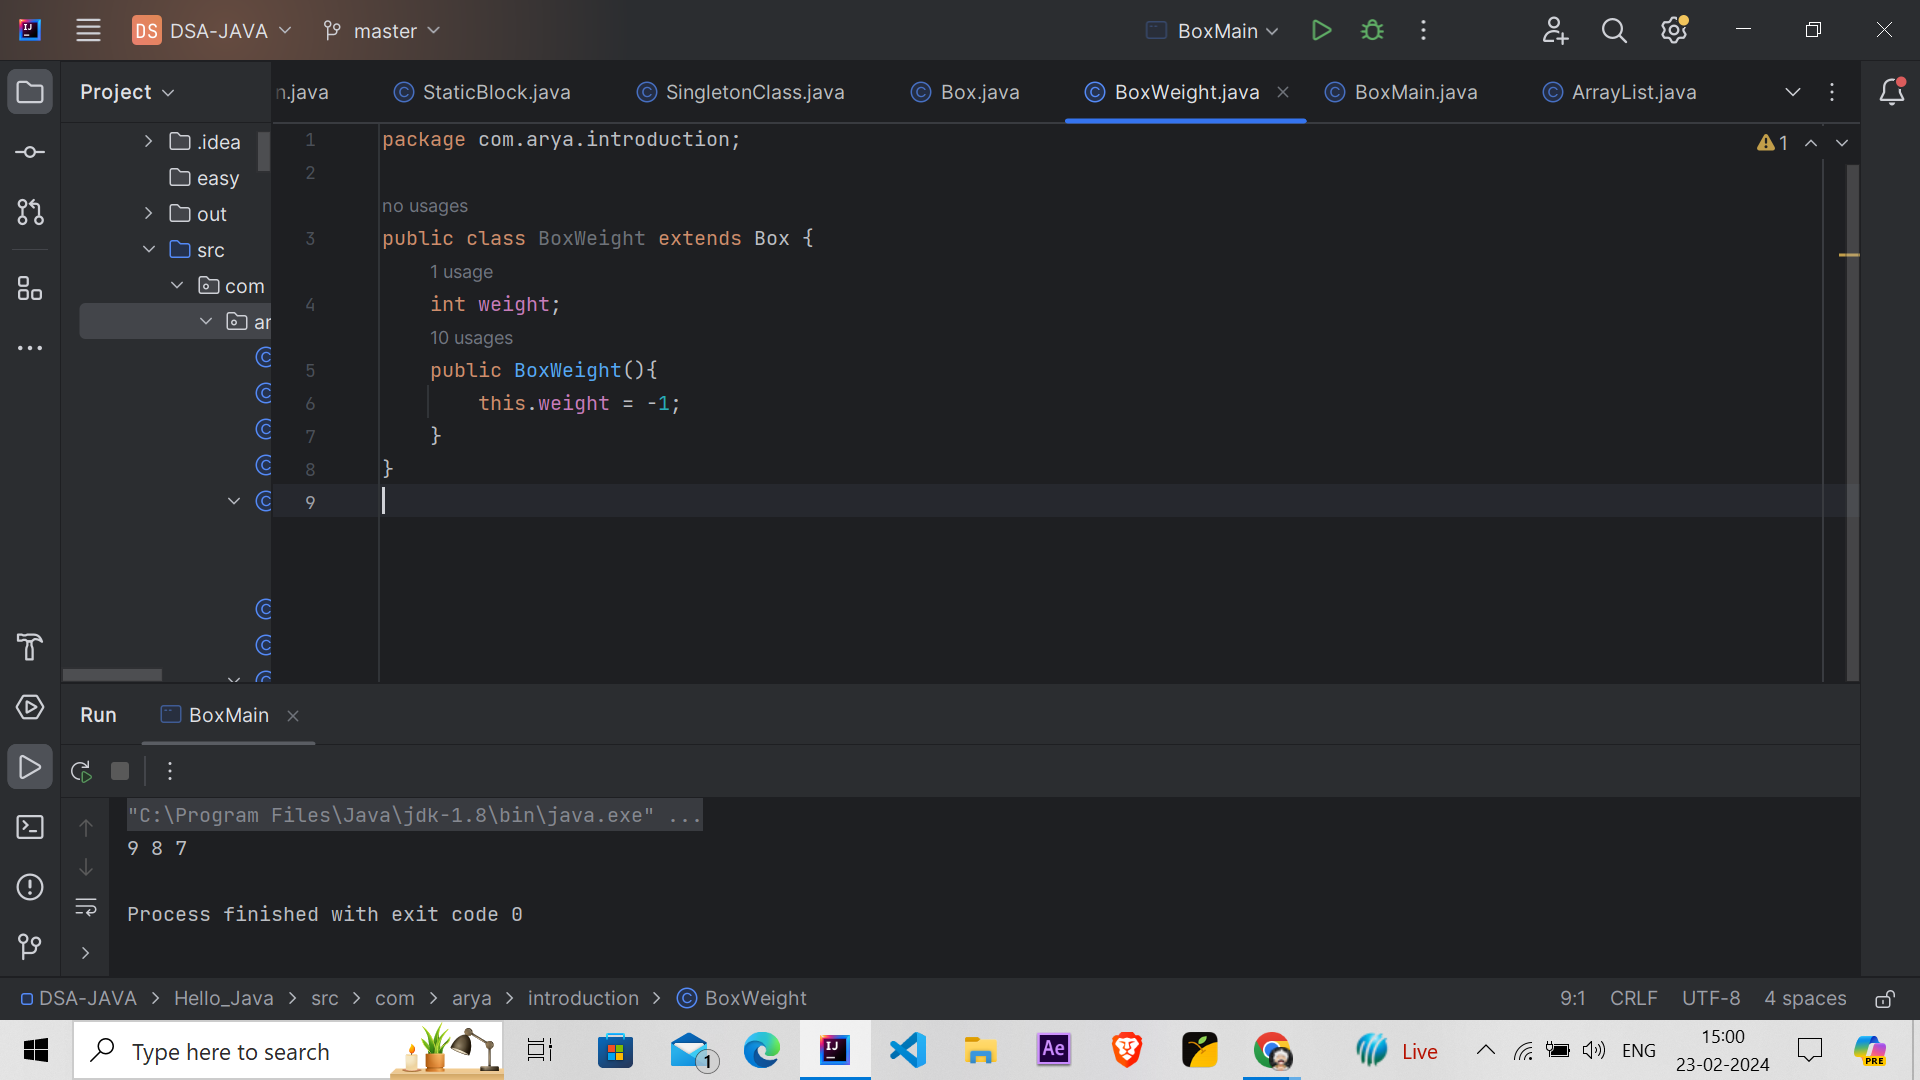 DS DSA-JAVA master BoxMain
Project n.java StaticBlock.java SingletonClass.java Box.java BoxWeight.java BoxMain.java ArrayList.java
.idea
easy
out
src
com
ar
1 package com.arya.introduction;
1
2
no usages
3 public class BoxWeight extends Box {
1 usage
4 int weight;
10 usages
5 public BoxWeight(){
6 this.weight = -1;
7 }
8 }
9
Run BoxMain
"C:\Program Files\Java\jdk-1.8\bin\java.exe" ...
9 8 7
Process finished with exit code 0
DSA-JAVA > Hello_Java > src > com > arya > introduction > BoxWeight 9:1 CRLF UTF-8 4 spaces
Type here to search 1 IJ Ae Live ENG 15:00
23-02-2024
PRE